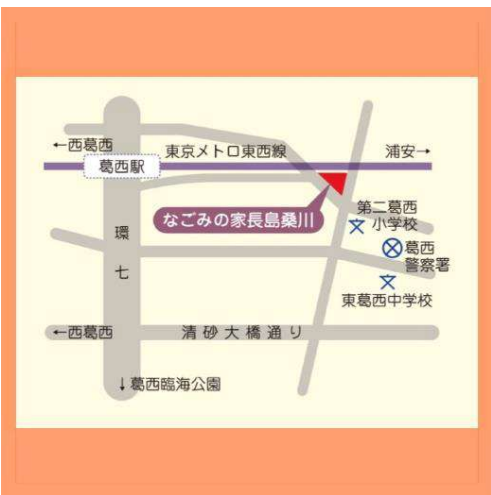 ←西葛西
東京メトロ東西線
浦安→
葛西駅
なごみの家長島桑川
第二葛西
小学校
環七
葛西
警察署
東葛西中学校
←西葛西
清砂大橋通り
↓葛西臨海公園